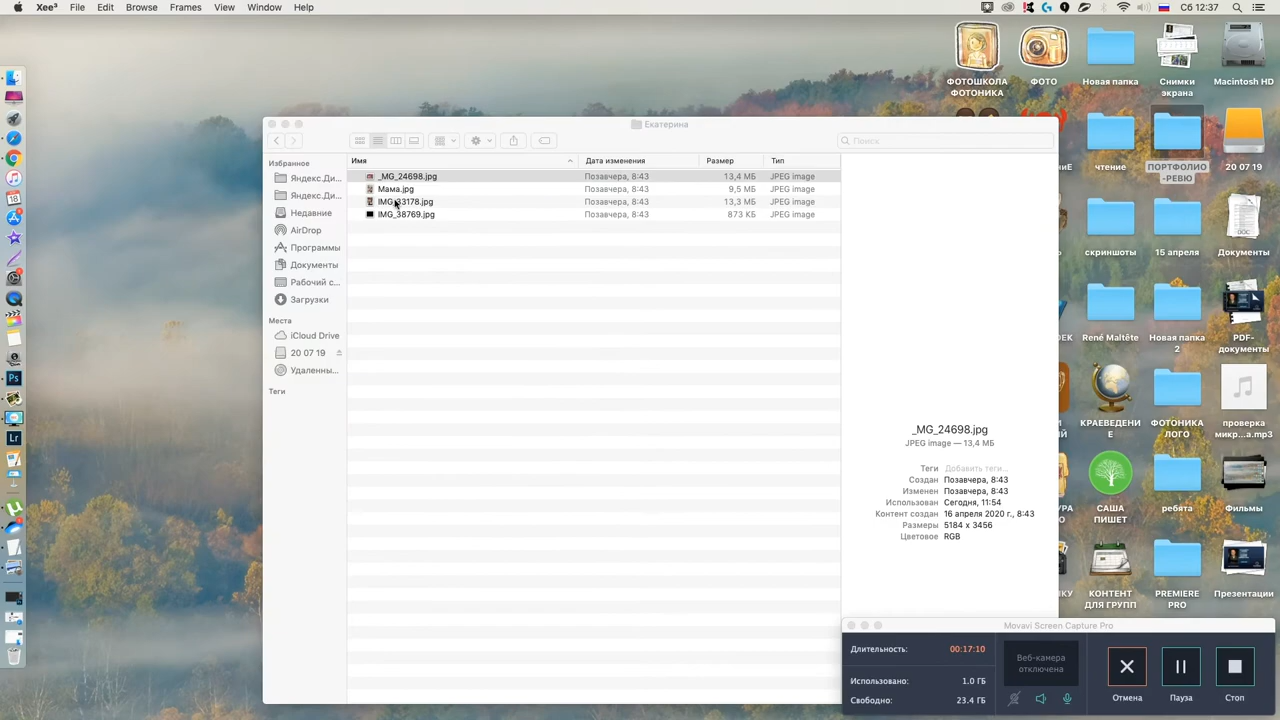 Xee³ File Edit Browse Frames View Window Help
Сб 12:37
ФОТОШКОЛА ФОТОНИКА
ФОТО
Новая папка
Снимки экрана
Macintosh HD
Екатерина
Поиск
Избранное
Яндекс.Ди...
Яндекс.Ди...
Недавние
AirDrop
Программы
Документы
Рабочий с...
Загрузки
Места
iCloud Drive
20 07 19
Удаленны...
Теги
Имя Дата изменения Размер Тип
_MG_24698.jpg Позавчера, 8:43 13,4 МБ JPEG image
Мама.jpg Позавчера, 8:43 9,5 МБ JPEG image
IMG_33178.jpg Позавчера, 8:43 13,3 МБ JPEG image
IMG_38769.jpg Позавчера, 8:43 873 КБ JPEG image
_MG_24698.jpg
JPEG image — 13,4 МБ
Теги Добавить теги...
Создан Позавчера, 8:43
Изменен Позавчера, 8:43
Использован Сегодня, 11:54
Контент создан 16 апреля 2020 г., 8:43
Размеры 5184 x 3456
Цветовое RGB
чтение
ПОРТФОЛИО
-РЕВЮ
20 07 19
скриншоты
15 апреля
Документы
René Maltête
Новая папка
2
PDF-
документы
КРАЕВЕДЕНИ
Е
ФОТОНИКА
ЛОГО
проверка
микр...а.mp3
САША
ПИШЕТ
ребята
Фильмы
КОНТЕНТ
ДЛЯ ГРУПП
PREMIERE
PRO
Презентации
Movavi Screen Capture Pro
Длительность: 00:17:10
Использовано: 1.0 ГБ
Свободно: 23.4 ГБ
Веб-камера
отключена
Отмена
Пауза
Стоп